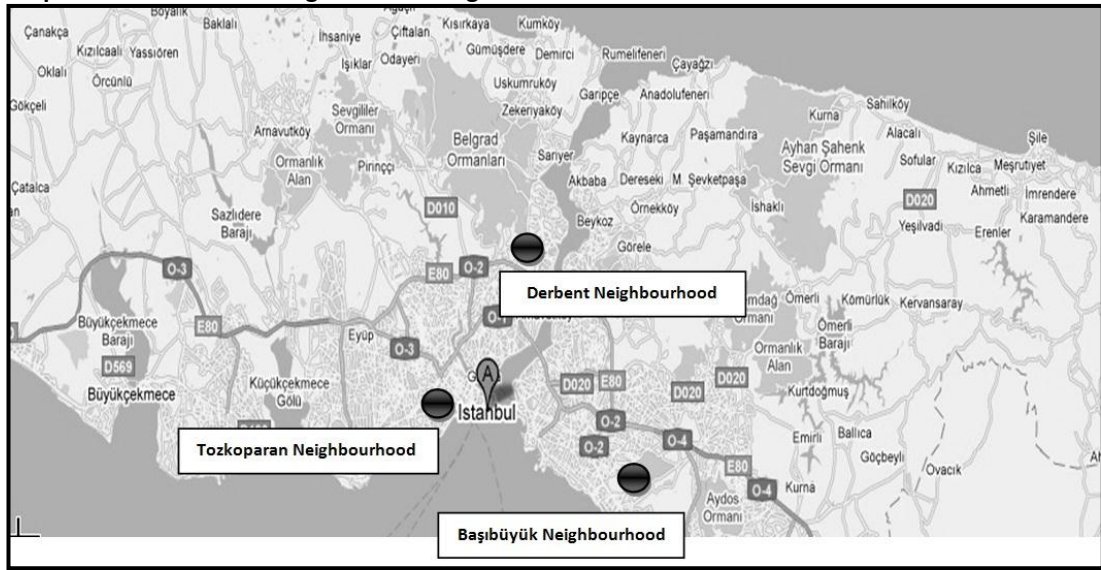 Boyalık
Baklalı
Çanakça
Kızılcaali
Yassıören
Oklalı
Örcünlü
Gökçeli
İhsaniye
Çiftalan
Işıklar
Odayeri
Kısırkaya
Kumköy
Gümüşdere
Demirci
Rumelifeneri
Çayağzı
Uskumruköy
Garipçe
Anadolufeneri
Zekeriyaköy
Sevgililer
Ormanı
Arnavutköy
Belgrad
Ormanları
Ormanlık
Alan
Pirinççi
Sarıyer
Kaynarca
Paşamandıra
Kurna
Sahilköy
Alacalı
Şile
Ayhan Şahenk
Sevgi Ormanı
Sofular
Kızılca
Meşrutiyet
Akbaba
Dereseki
M. Şevketpaşa
Ahmetli
İmrendere
Çatalca
D010
Örnekköy
İshaklı
D020
Karamandere
Sazlıdere
Barajı
Beykoz
Yeşilvadi
Erenler
Görele
O-3
E80
O-2
Derbent Neighbourhood
Ömerli
Kömürlük
Kervansaray
Ormanı
Büyükçekmece
Barajı
E80
Eyüp
O-3
Ömerli
Barajı
D569
Ormanlık
Alan
A
Büyükçekmece
Küçükçekmece
Gölü
D020
E80
D020
D020
Kurtdoğmuş
Istanbul
O-2
O-2
O-4
Emirli
Ballıca
Tozkoparan Neighbourhood
E80
Göçbeyli
Ovacık
O-4
Kurna
Aydos
Ormanı
Başıbüyük Neighbourhood